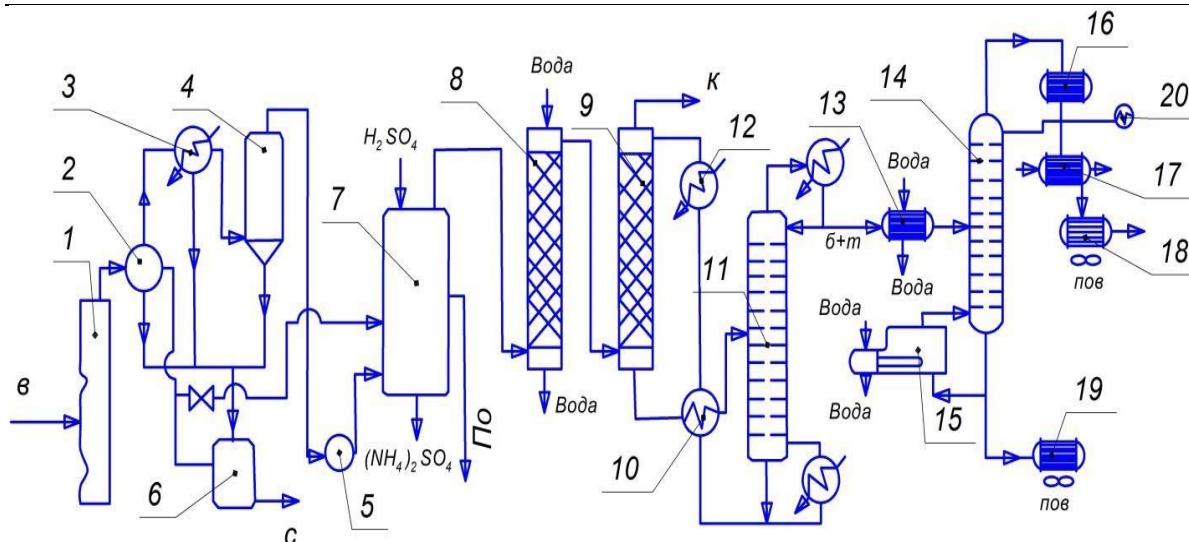 16
3
4
Вода
8
к
9
14
20
H2SO4
12
13
2
Вода
1
7
17
11
б+т
18
Вода
пов
Вода
в
По
Вода
Вода
15
19
(NH4)2SO4
10
6
5
пов
с